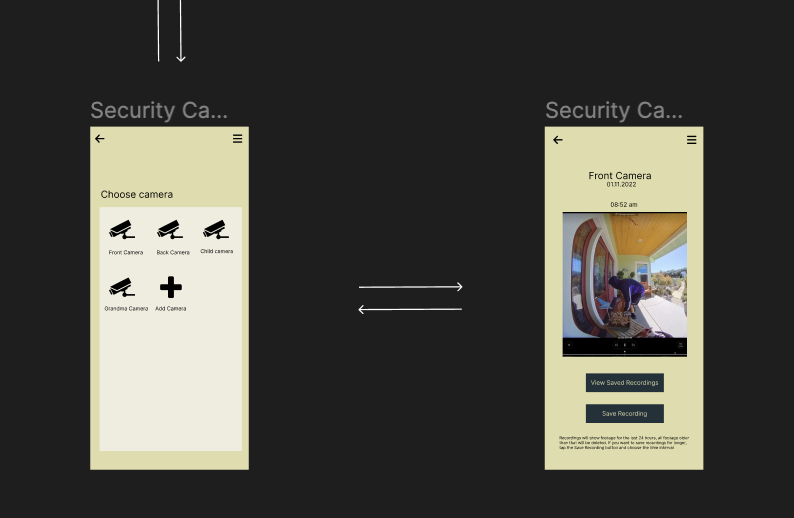 Security Ca...
Choose camera
Front Camera
Back Camera
Child camera
Grandma Camera
Add Camera
Security Ca...
Front Camera
01.11.2022
08:52 am
View Saved Recordings
Save Recording
Recordings will show footage for the last 24 hours, all footage older
than that will be deleted. If you want to save recordings for longer,
tap the Save Recording button and choose the time interval.